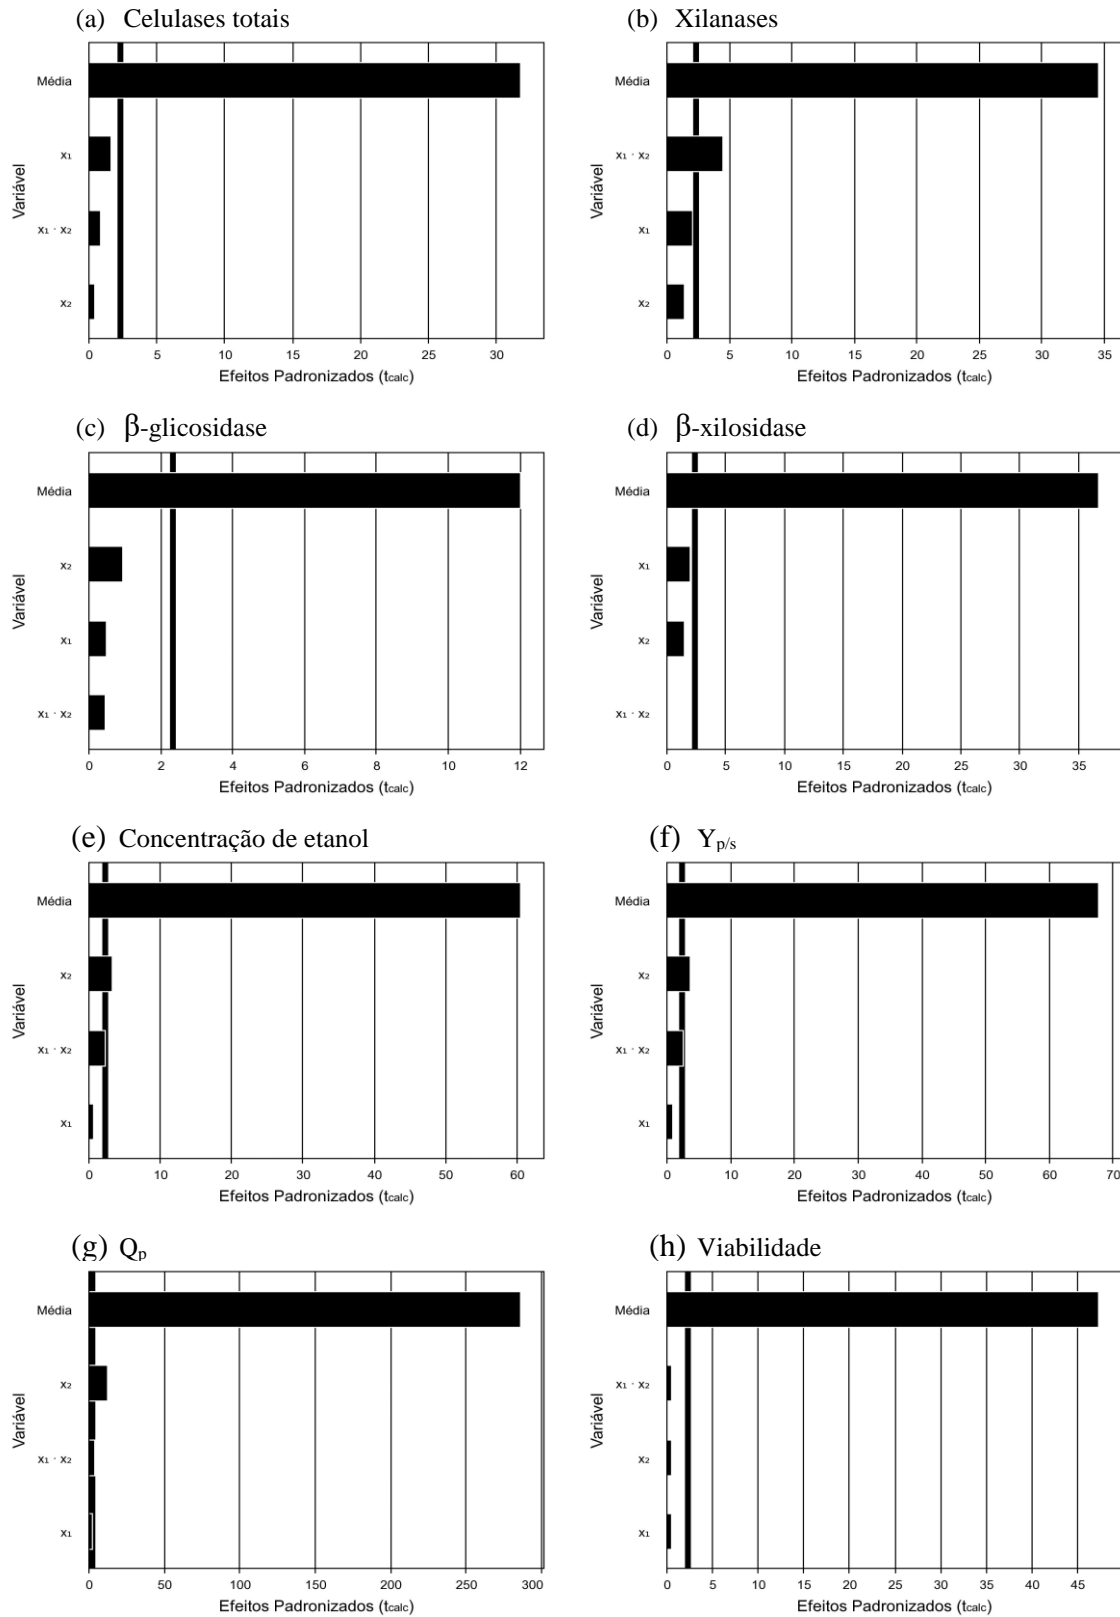 (a) Celulases totais
Média
x₁
x₁ · x₂
x₂
Variável
0 5 10 15 20 25 30
Efeitos Padronizados (tcalc)
(b) Xilanases
Média
x₁ · x₂
x₁
x₂
Variável
0 5 10 15 20 25 30 35
Efeitos Padronizados (tcalc)
(c) β-glicosidase
Média
x₂
x₁
x₁ · x₂
Variável
0 2 4 6 8 10 12
Efeitos Padronizados (tcalc)
(d) β-xilosidase
Média
x₁
x₂
x₁ · x₂
Variável
0 5 10 15 20 25 30 35
Efeitos Padronizados (tcalc)
(e) Concentração de etanol
Média
x₂
x₁ · x₂
x₁
Variável
0 10 20 30 40 50 60
Efeitos Padronizados (tcalc)
(f) Yp/s
Média
x₂
x₁ · x₂
x₁
Variável
0 10 20 30 40 50 60 70
Efeitos Padronizados (tcalc)
(g) Qp
Média
x₂
x₁ · x₂
x₁
Variável
0 50 100 150 200 250 300
Efeitos Padronizados (tcalc)
(h) Viabilidade
Média
x₁ · x₂
x₂
x₁
Variável
0 5 10 15 20 25 30 35 40 45
Efeitos Padronizados (tcalc)